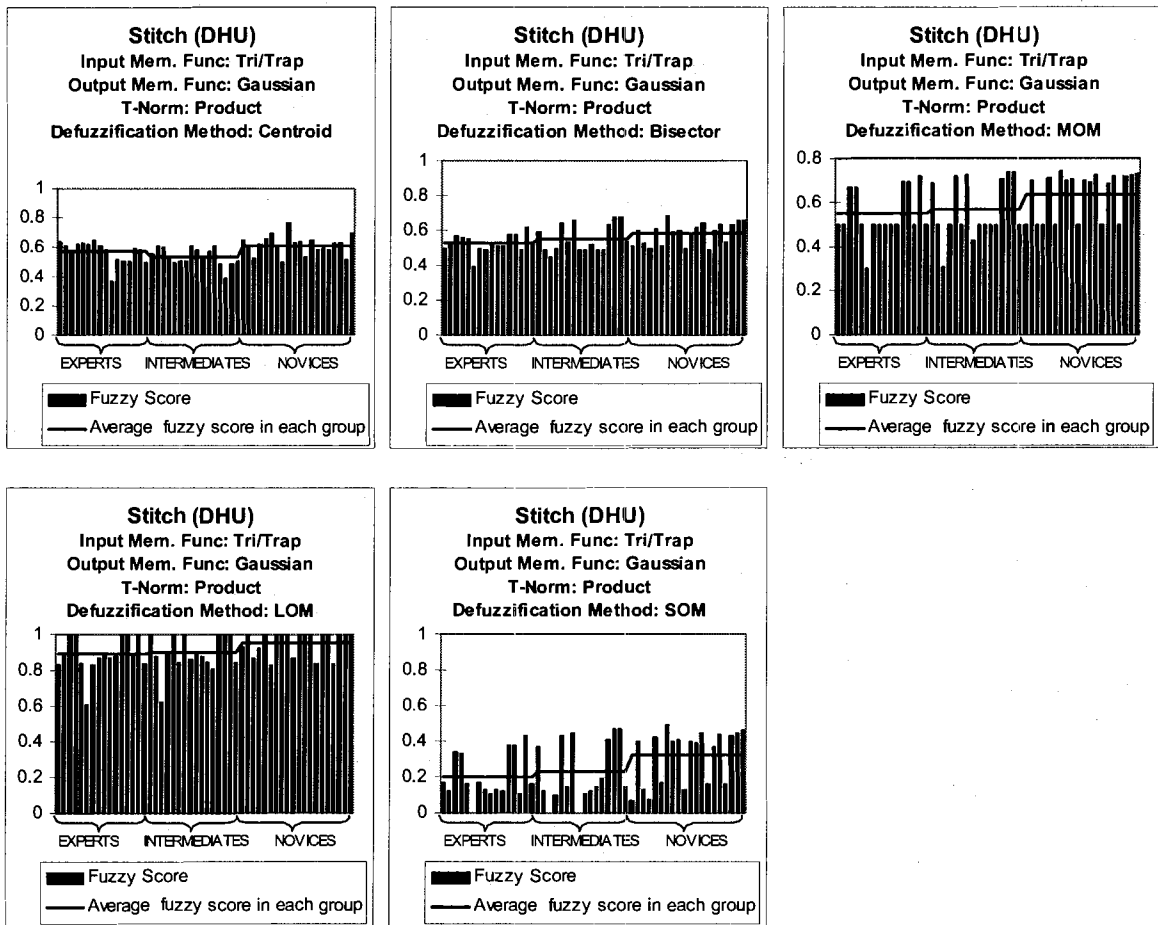 Stitch (DHU)
Input Mem. Func: Tri/Trap
Output Mem. Func: Gaussian
T-Norm: Product
Defuzzification Method: Centroid
1
0.8
0.6
0.4
0.2
0
EXPERTS INTERMEDIATES NOVICES
Fuzzy Score
Average fuzzy score in each group
Stitch (DHU)
Input Mem. Func: Tri/Trap
Output Mem. Func: Gaussian
T-Norm: Product
Defuzzification Method: Bisector
1
0.8
0.6
0.4
0.2
0
EXPERTS INTERMEDIATES NOVICES
Fuzzy Score
Average fuzzy score in each group
Stitch (DHU)
Input Mem. Func: Tri/Trap
Output Mem. Func: Gaussian
T-Norm: Product
Defuzzification Method: MOM
0.8
0.6
0.4
0.2
0
EXPERTS INTERMEDIATES NOVICES
Fuzzy Score
Average fuzzy score in each group
Stitch (DHU)
Input Mem. Func: Tri/Trap
Output Mem. Func: Gaussian
T-Norm: Product
Defuzzification Method: LOM
1
0.8
0.6
0.4
0.2
0
EXPERTS INTERMEDIATES NOVICES
Fuzzy Score
Average fuzzy score in each group
Stitch (DHU)
Input Mem. Func: Tri/Trap
Output Mem. Func: Gaussian
T-Norm: Product
Defuzzification Method: SOM
1
0.8
0.6
0.4
0.2
0
EXPERTS INTERMEDIATES NOVICES
Fuzzy Score
Average fuzzy score in each group